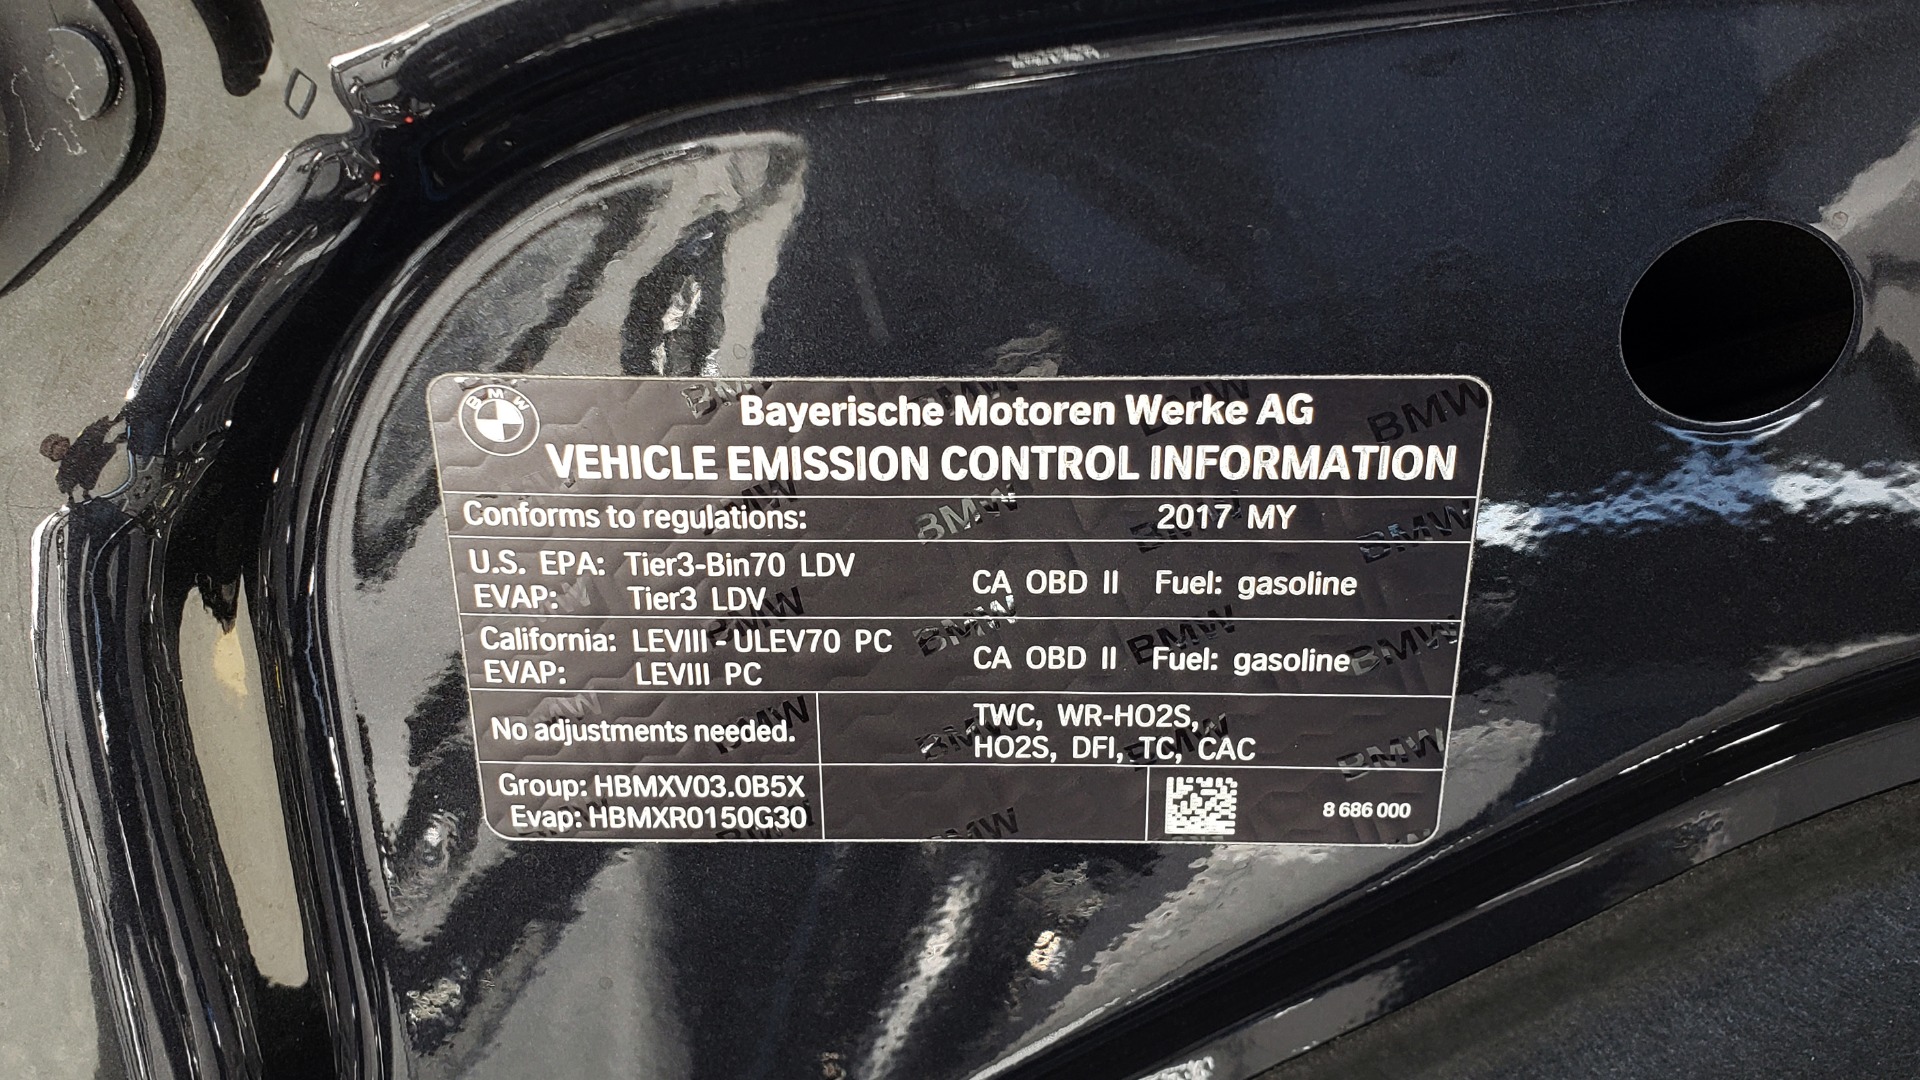 BMW
Bayerische Motoren Werke AG
VEHICLE EMISSION CONTROL INFORMATION
Conforms to regulations: 2017 MY
U.S. EPA: Tier3-Bin70 LDV
EVAP: Tier3 LDV
CA OBD II Fuel: gasoline
California: LEVIII-ULEV70 PC
EVAP: LEVIII PC
CA OBD II Fuel: gasoline
No adjustments needed.
TWC, WR-HO2S,
HO2S, DFI, TC, CAC
Group: HBMXV03.0B5X
Evap: HBMXR0150G30
8 686 000